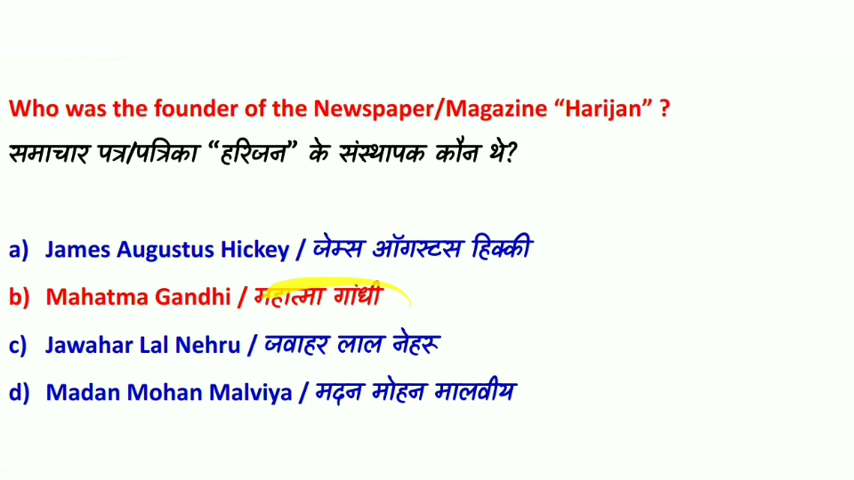 Who was the founder of the Newspaper/Magazine “Harijan” ?
समाचार पत्र/पत्रिका “हरिजन” के संस्थापक कौन थे?
a) James Augustus Hickey / जेम्स ऑगस्टस हिक्की
b) Mahatma Gandhi / महात्मा गांधी
c) Jawahar Lal Nehru / जवाहर लाल नेहरू
d) Madan Mohan Malviya / मदन मोहन मालवीय